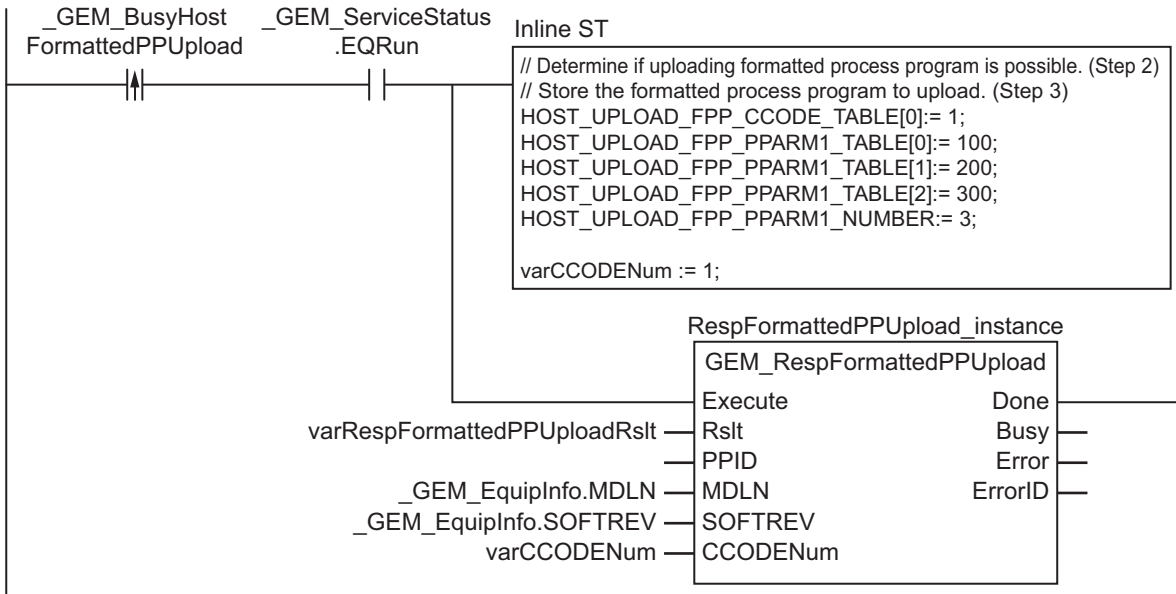 _GEM_BusyHost
FormattedPPUpload
_GEM_ServiceStatus
.EQRun
Inline ST
// Determine if uploading formatted process program is possible. (Step 2)
// Store the formatted process program to upload. (Step 3)
HOST_UPLOAD_FPP_CCODE_TABLE[0]:= 1;
HOST_UPLOAD_FPP_PPARM1_TABLE[0]:= 100;
HOST_UPLOAD_FPP_PPARM1_TABLE[1]:= 200;
HOST_UPLOAD_FPP_PPARM1_TABLE[2]:= 300;
HOST_UPLOAD_FPP_PPARM1_NUMBER:= 3;
varCCODENum := 1;
RespFormattedPPUpload_instance
GEM_RespFormattedPPUpload
Execute Done
varRespFormattedPPUploadRslt Rslt Busy
PPID Error
_GEM_EquipInfo.MDLN MDLN ErrorID
_GEM_EquipInfo.SOFTREV SOFTREV
varCCODENum CCODENum